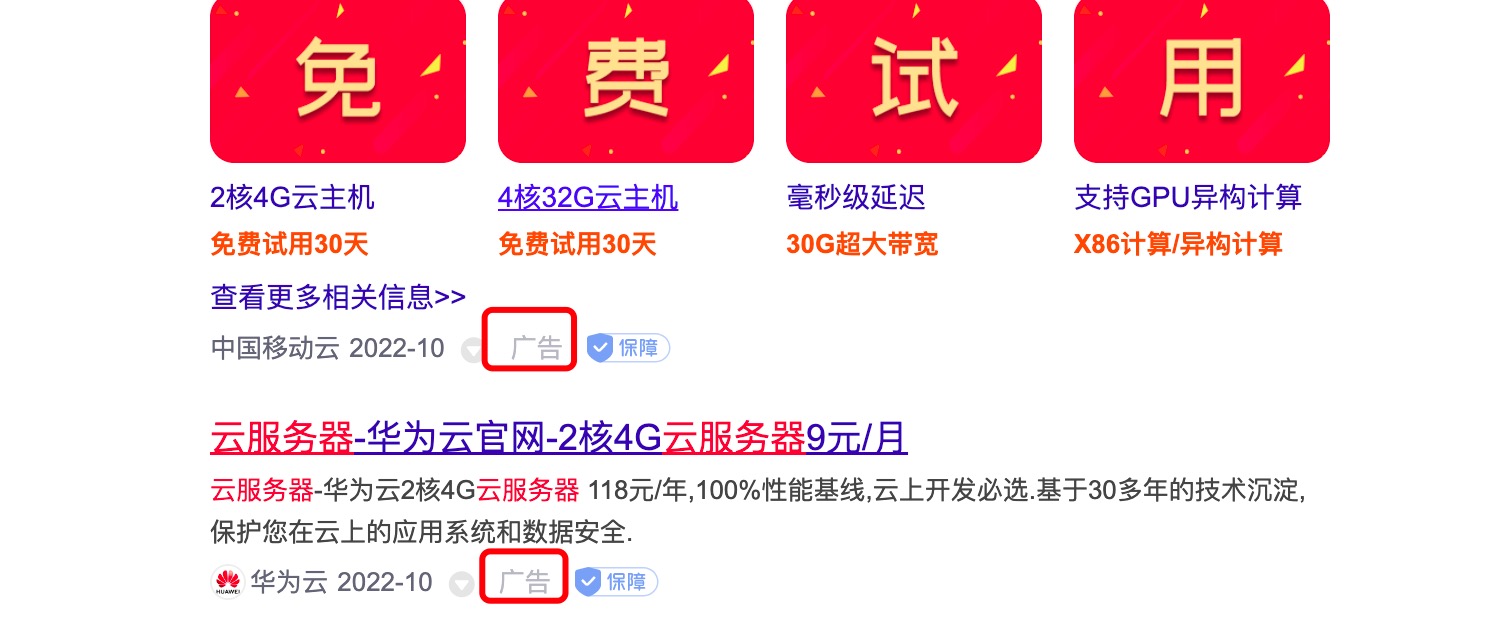 免 费 试 用
2核4G云主机 4核32G云主机 毫秒级延迟 支持GPU异构计算
免费试用30天 免费试用30天 30G超大带宽 X86计算/异构计算
查看更多相关信息>>
中国移动云 2022-10 广告 保障
云服务器-华为云官网-2核4G云服务器9元/月
云服务器-华为云2核4G云服务器 118元/年,100%性能基线,云上开发必选.基于30多年的技术沉淀,
保护您在云上的应用系统和数据安全.
HUAWEI 华为云 2022-10 广告 保障